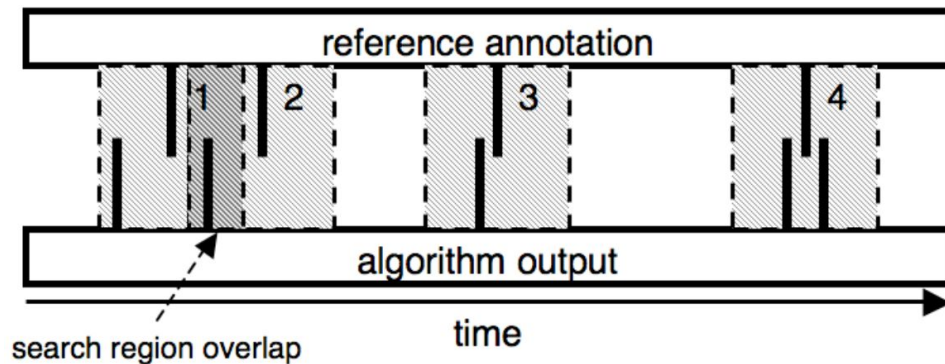 reference annotation
1 2 3 4
algorithm output
time
search region overlap